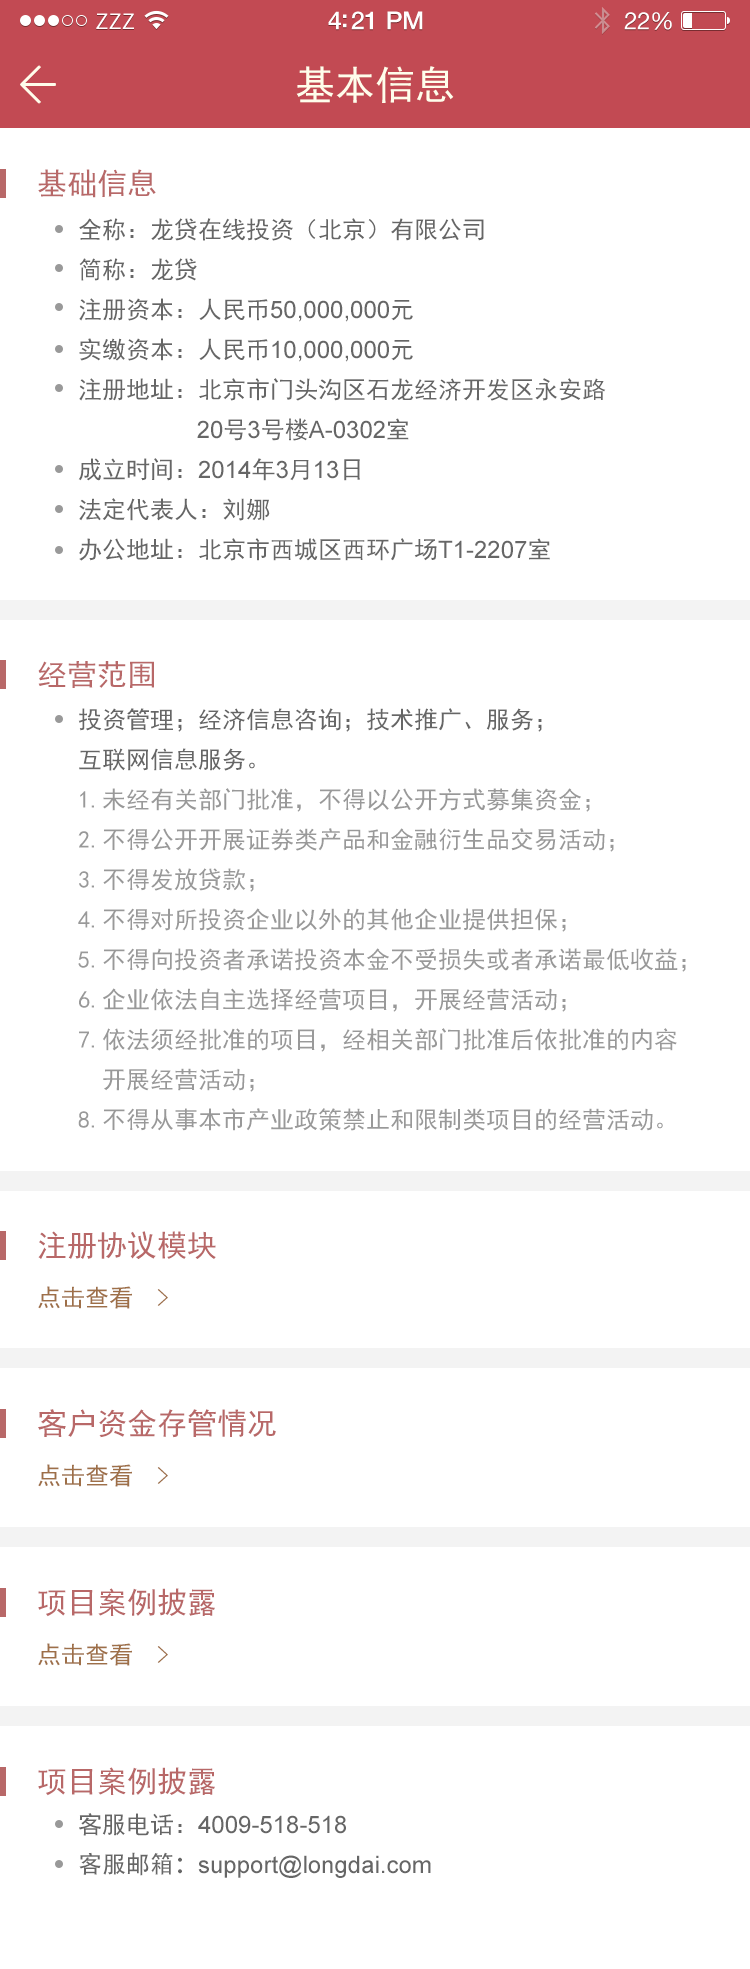 ZZZ 4:21 PM 22%
基本信息
基础信息
全称：龙贷在线投资（北京）有限公司
简称：龙贷
注册资本：人民币50,000,000元
实缴资本：人民币10,000,000元
注册地址：北京市门头沟区石龙经济开发区永安路
20号3号楼A-0302室
成立时间：2014年3月13日
法定代表人：刘娜
办公地址：北京市西城区西环广场T1-2207室
经营范围
投资管理；经济信息咨询；技术推广、服务；
互联网信息服务。
1. 未经有关部门批准，不得以公开方式募集资金；
2. 不得公开开展证券类产品和金融衍生品交易活动；
3. 不得发放贷款；
4. 不得对所投资企业以外的其他企业提供担保；
5. 不得向投资者承诺投资本金不受损失或者承诺最低收益；
6. 企业依法自主选择经营项目，开展经营活动；
7. 依法须经批准的项目，经相关部门批准后依批准的内容
开展经营活动；
8. 不得从事本市产业政策禁止和限制类项目的经营活动。
注册协议模块
点击查看 >
客户资金存管情况
点击查看 >
项目案例披露
点击查看 >
项目案例披露
客服电话：4009-518-518
客服邮箱：support@longdai.com